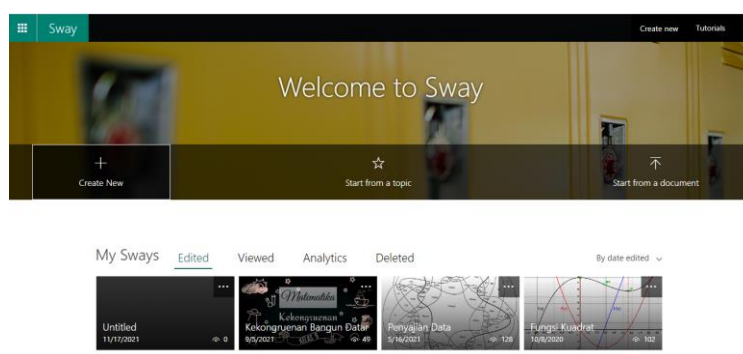 Sway
Create new Tutorials
Welcome to Sway
Create New
Start from a topic
Start from a document
My Sways Edited Viewed Analytics Deleted By date edited
Matematika
Kekongruenan
Untitled
11/17/2021 0
Kekongruenan Bangun Datar
9/5/2021 49
Penyajian Data
5/16/2021 128
Fungsi Kuadrat
10/8/2020 102